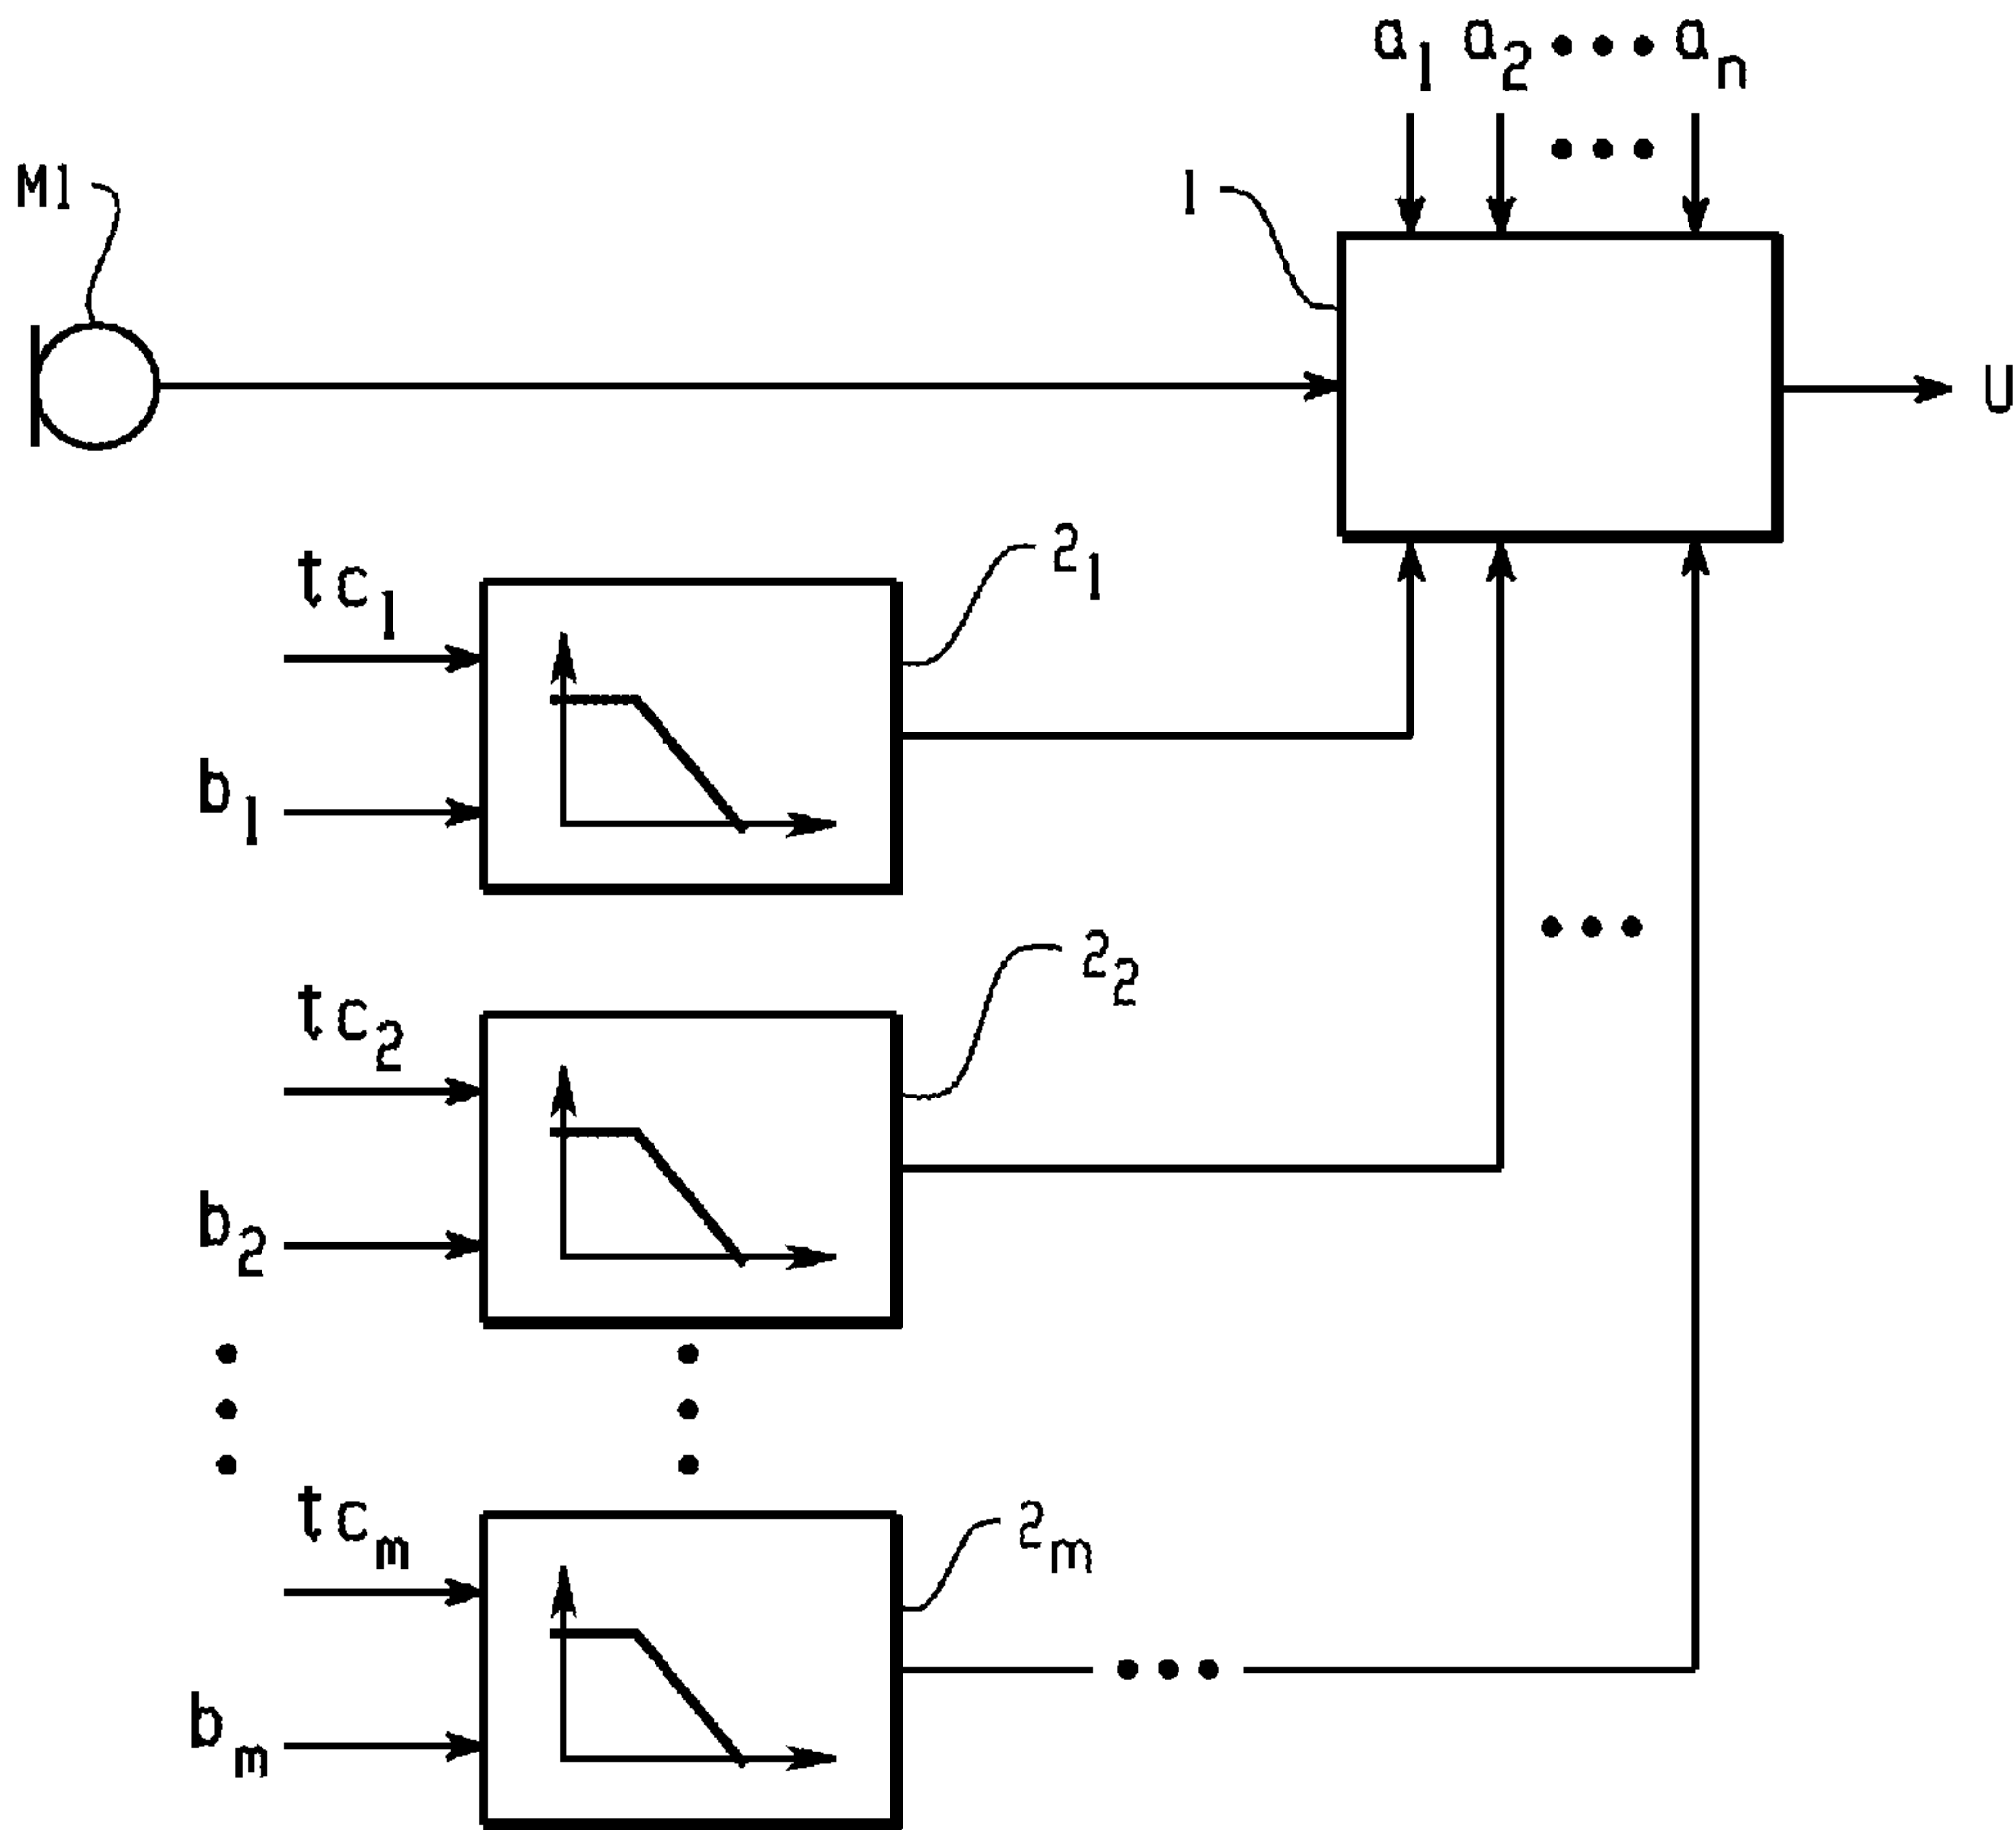 a₁ a₂ ••• aₙ
•••
M1
1
U
tc₁
2₁
b₁
•••
2₂
tc₂
b₂
tcₘ
2ₘ
•••
bₘ